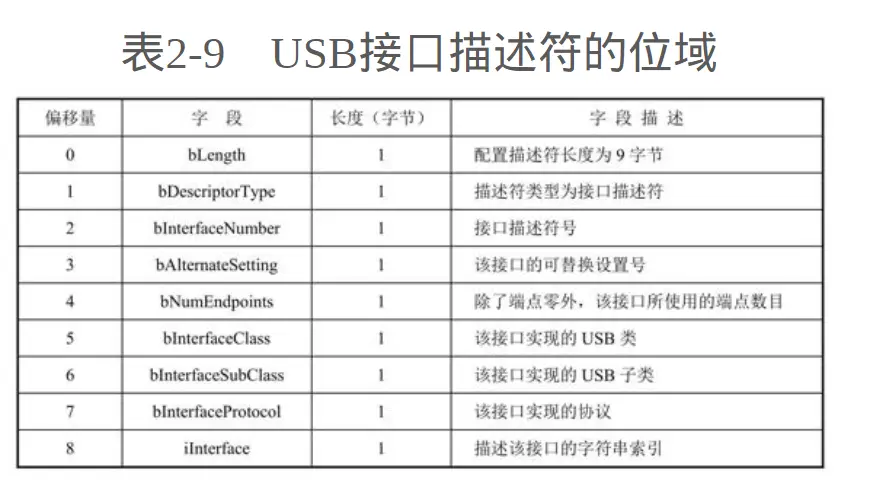 表2-9 USB接口描述符的位域
偏移量 字 段 长度（字节） 字 段 描 述
0 bLength 1 配置描述符长度为 9 字节
1 bDescriptorType 1 描述符类型为接口描述符
2 bInterfaceNumber 1 接口描述符号
3 bAlternateSetting 1 该接口的可替换设置号
4 bNumEndpoints 1 除了端点零外，该接口所使用的端点数目
5 bInterfaceClass 1 该接口实现的 USB 类
6 bInterfaceSubClass 1 该接口实现的 USB 子类
7 bInterfaceProtocol 1 该接口实现的协议
8 iInterface 1 描述该接口的字符串索引